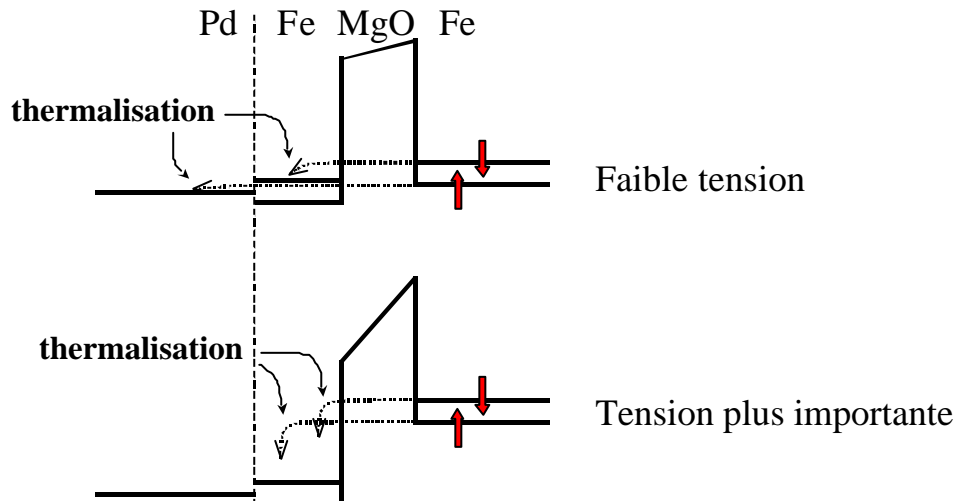 Pd Fe MgO Fe
thermalisation
Faible tension
thermalisation
Tension plus importante